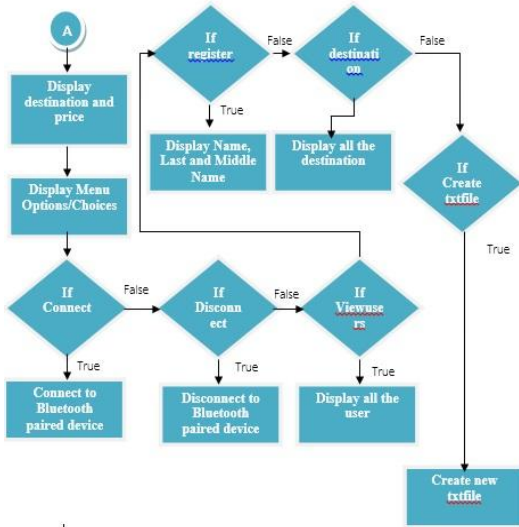 A
Display
destination and
price
Display Menu
Options/Choices
If
Connect
False
True
Connect to
Bluetooth
paired device
If
Disconn
ect
False
True
Disconnect to
Bluetooth
paired device
If
Viewuse
rs
True
Display all the
user
If
register
False
True
Display Name,
Last and Middle
Name
If
destinati
on
False
Display all the
destination
If
Create
txtfile
True
Create new
txtfile